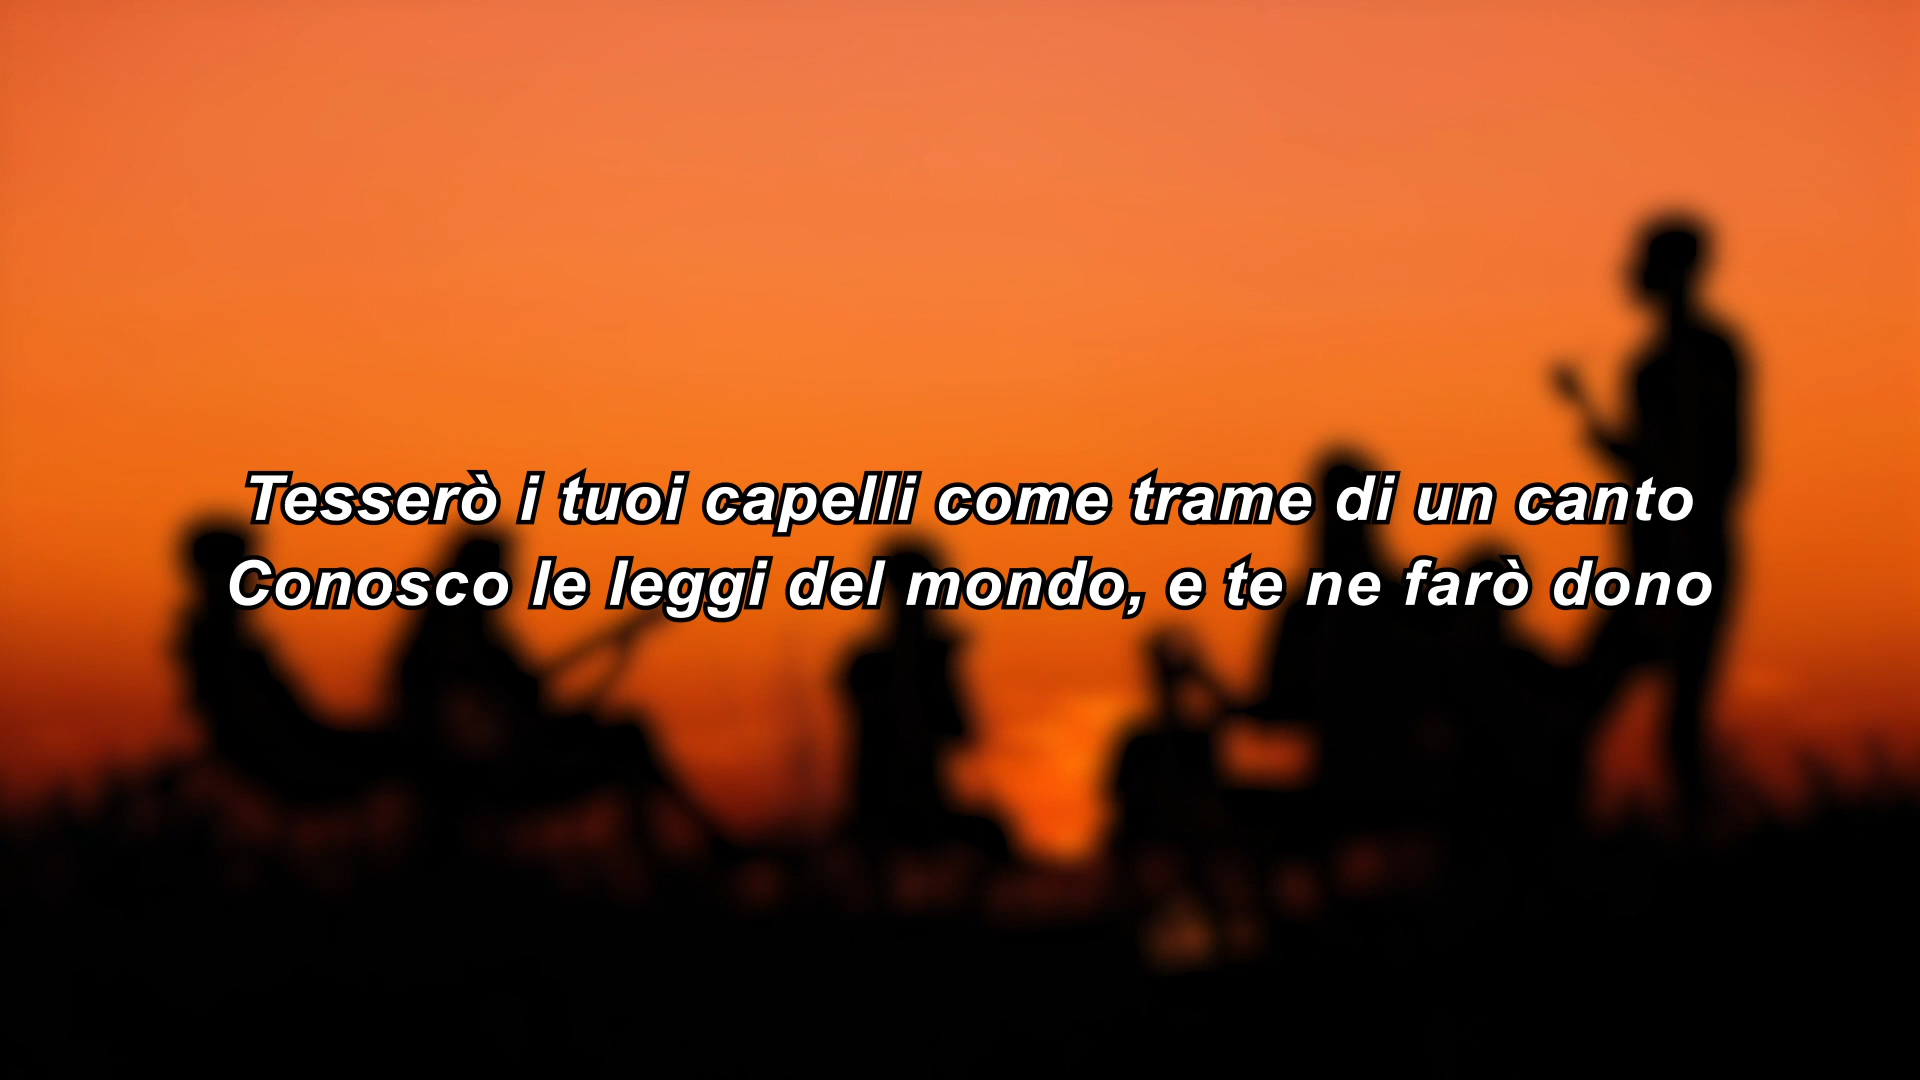 Tesserò i tuoi capelli come trame di un canto
Conosco le leggi del mondo, e te ne farò dono